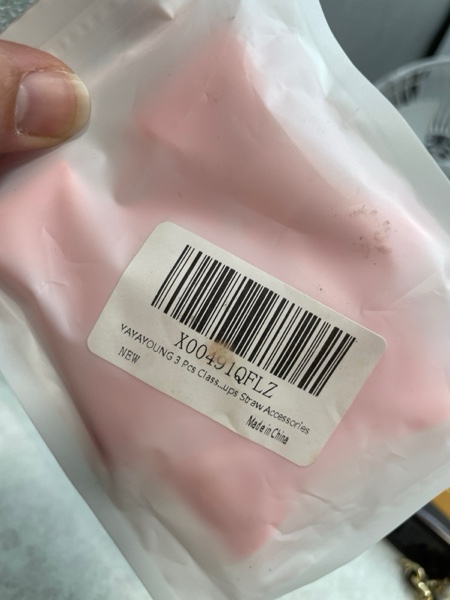 X00491QFLZ
YAYAYOUNG 3 Pcs Class...ups Straw Accessories
NEW
Made in China